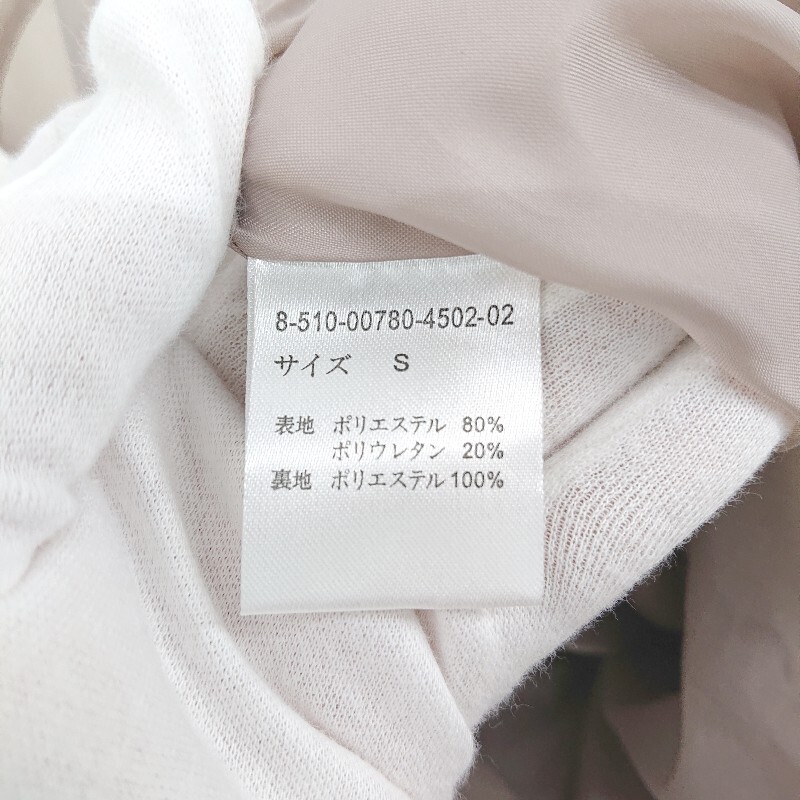 8-510-00780-4502-02
サイズ S
表地 ポリエステル 80%
ポリウレタン 20%
裏地 ポリエステル 100%